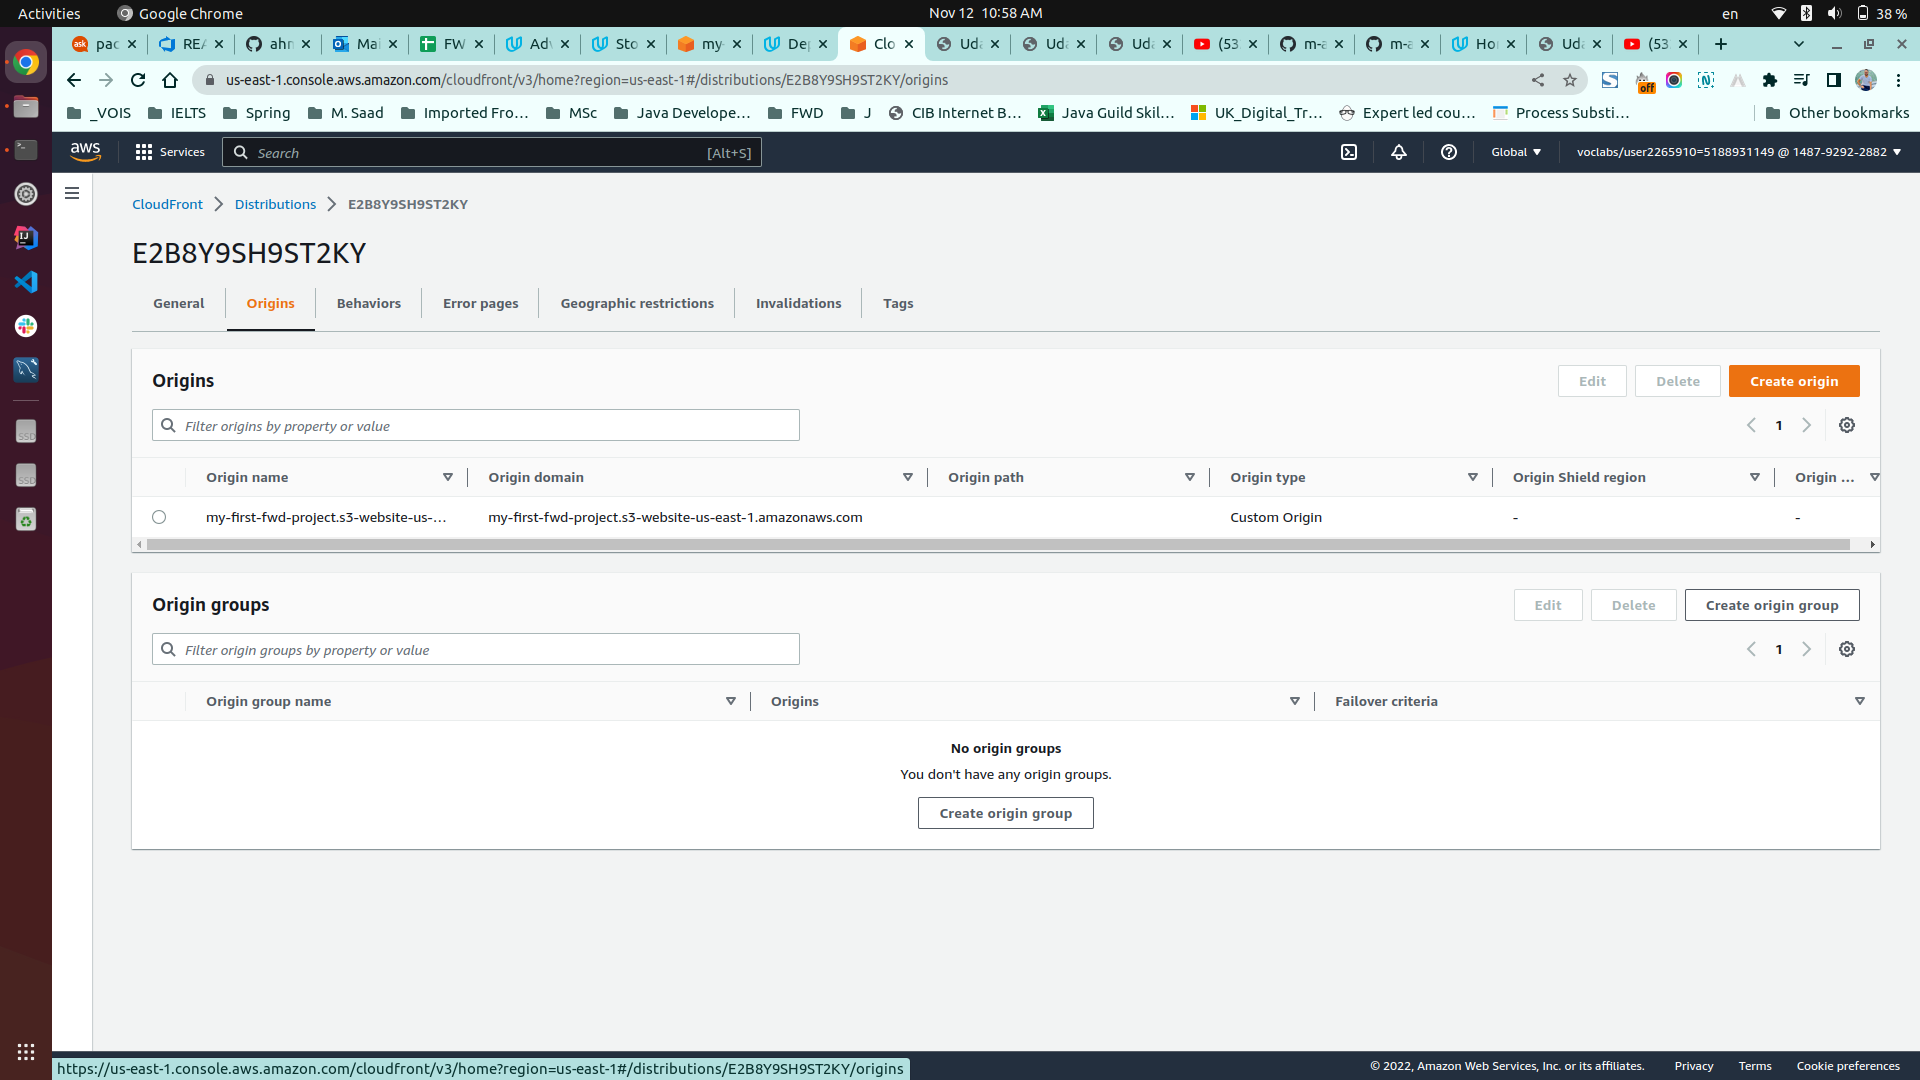 Activities Google Chrome Nov 12 10:58 AM en 38 %
pac REA ahm Mai FW Adv Sto my- Dep Clo Uda Uda Uda (53 m-a m-a Ho Uda (53
us-east-1.console.aws.amazon.com/cloudfront/v3/home?region=us-east-1#/distributions/E2B8Y9SH9ST2KY/origins
off
_VOIS IELTS Spring M. Saad Imported Fro... MSc Java Develope... FWD J CIB Internet B... Java Guild Skil... UK_Digital_Tr... Expert led cou... Process Substi... Other bookmarks
aws Services Search [Alt+S] Global voclabs/user2265910=5188931149 @ 1487-9292-2882
CloudFront Distributions E2B8Y9SH9ST2KY
E2B8Y9SH9ST2KY
General Origins Behaviors Error pages Geographic restrictions Invalidations Tags
Origins Edit Delete Create origin
Filter origins by property or value 1
Origin name Origin domain Origin path Origin type Origin Shield region Origin ...
my-first-fwd-project.s3-website-us-... my-first-fwd-project.s3-website-us-east-1.amazonaws.com Custom Origin - -
Origin groups Edit Delete Create origin group
Filter origin groups by property or value 1
Origin group name Origins Failover criteria
No origin groups
You don't have any origin groups.
Create origin group
https://us-east-1.console.aws.amazon.com/cloudfront/v3/home?region=us-east-1#/distributions/E2B8Y9SH9ST2KY/origins
© 2022, Amazon Web Services, Inc. or its affiliates. Privacy Terms Cookie preferences